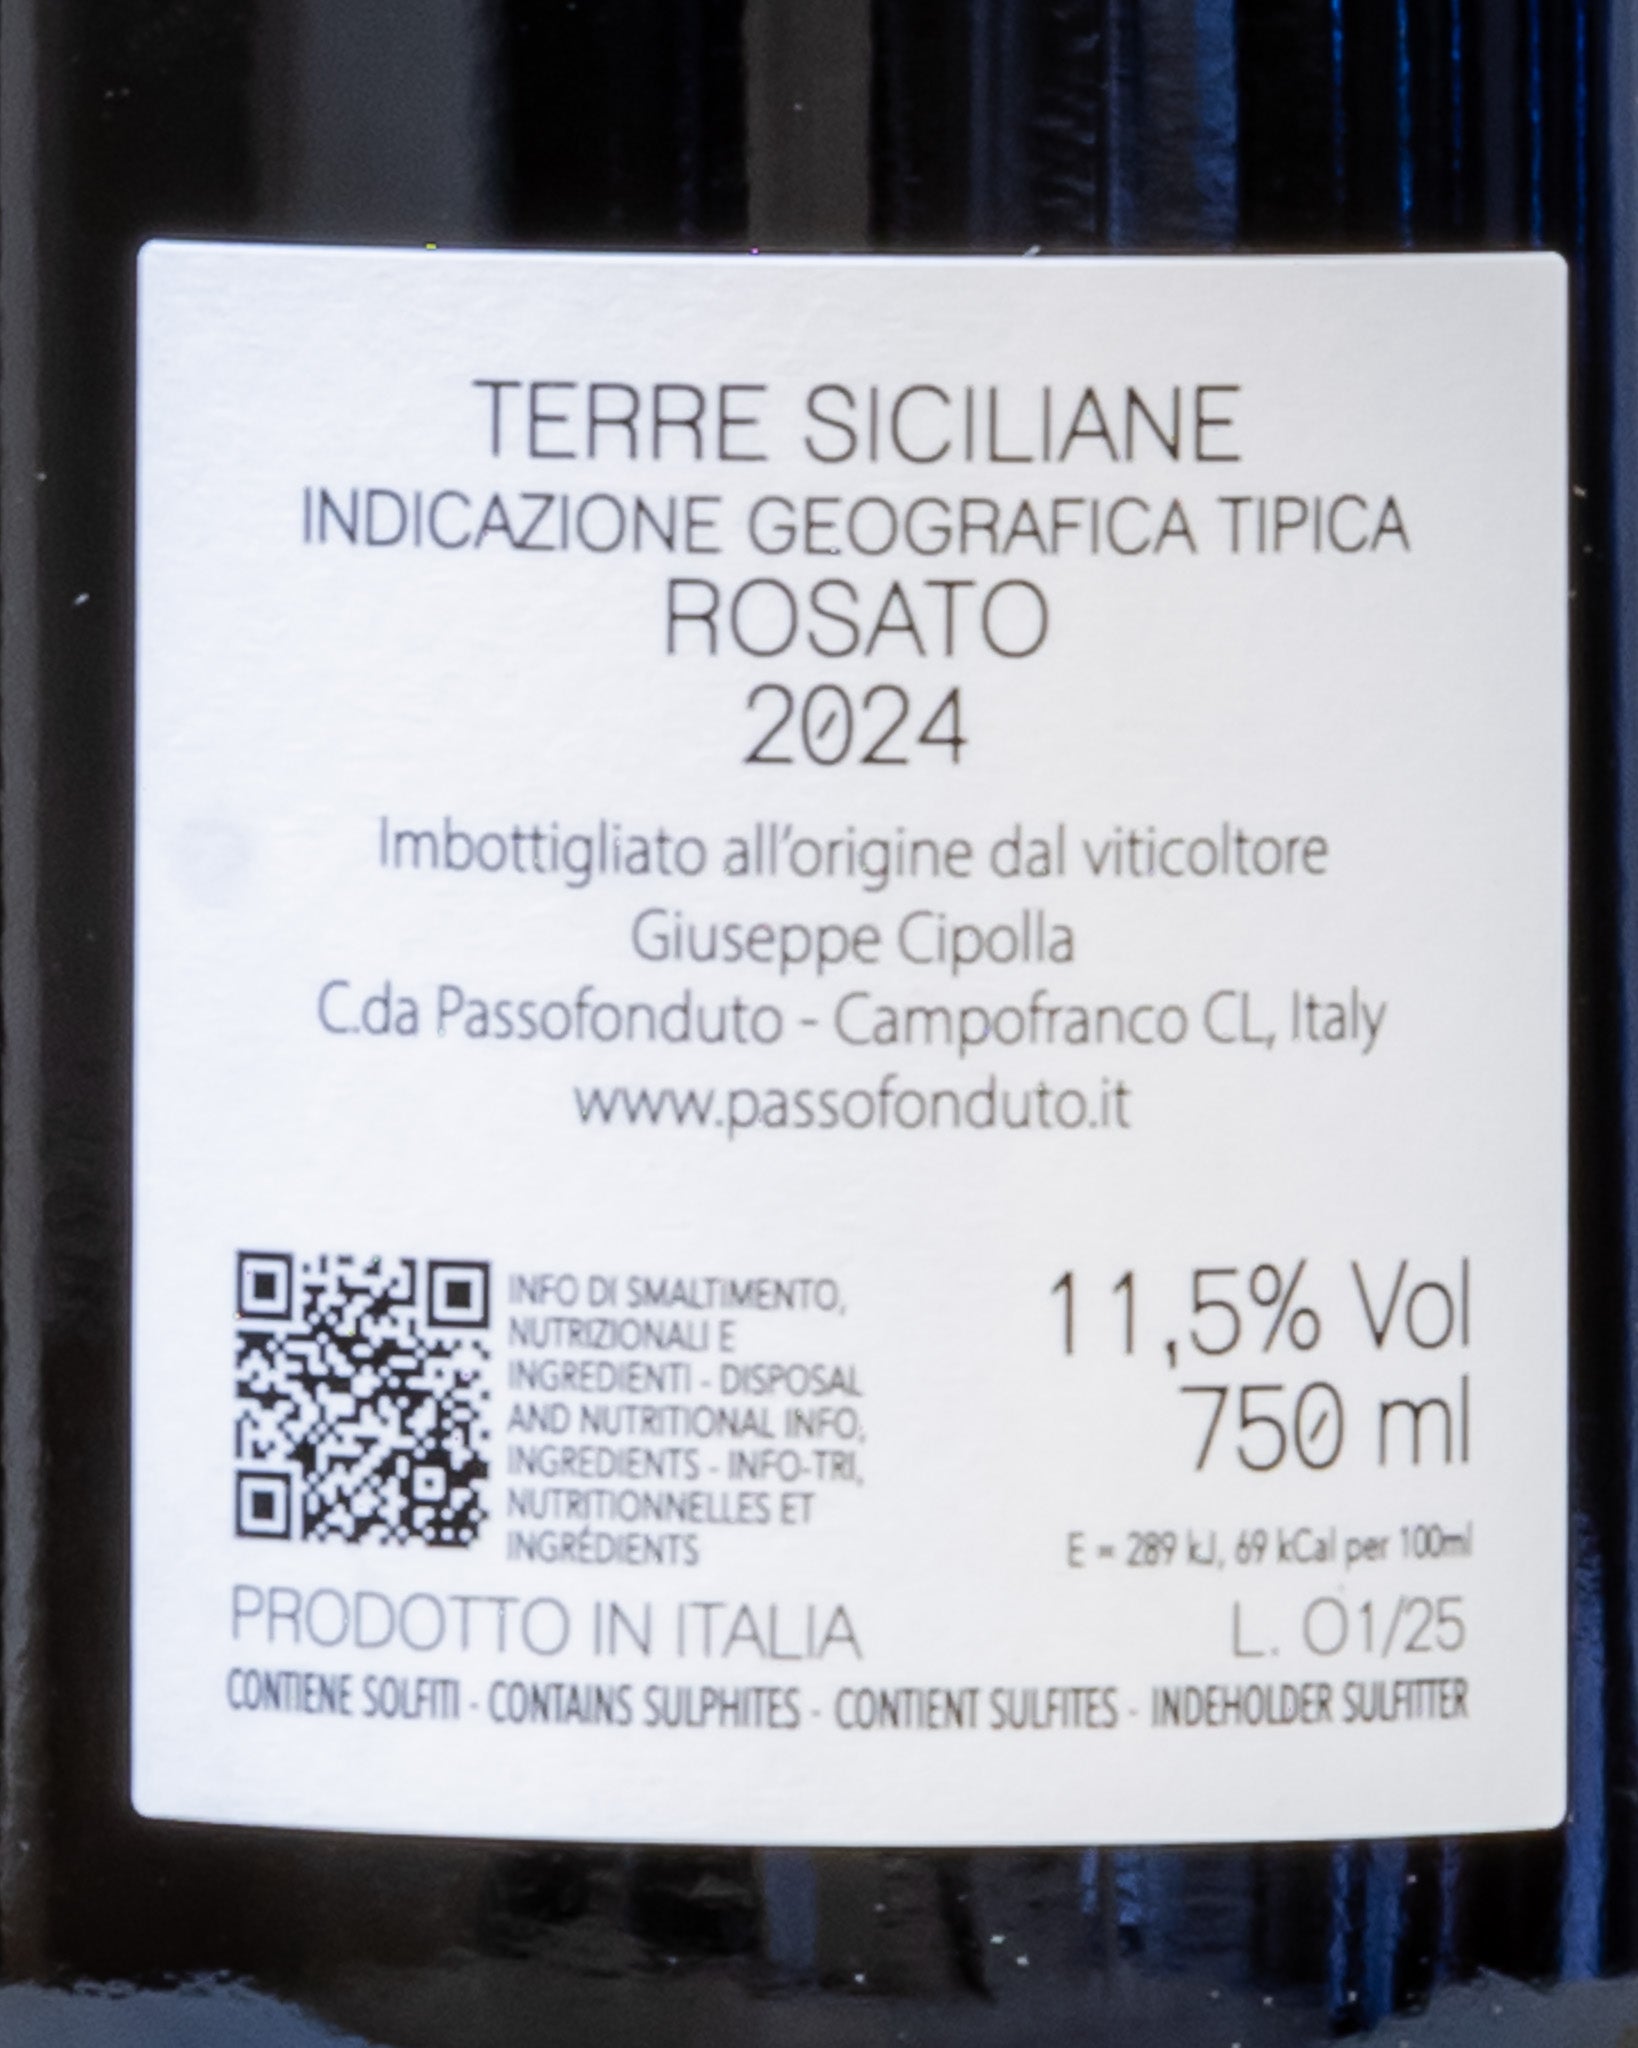 TERRE SICILIANE
INDICAZIONE GEOGRAFICA TIPICA
ROSATO
2024
Imbottigliato all'origine dal viticoltore
Giuseppe Cipolla
C.da Passofonduto - Campofranco CL, Italy
www.passofonduto.it
INFO DI SMALTIMENTO,
NUTRIZIONALI E
INGREDIENTI - DISPOSAL
AND NUTRITIONAL INFO,
INGREDIENTS - INFO-TRI,
NUTRITIONNELLES ET
INGRÉDIENTS
11,5% Vol
750 ml
E = 289 kJ, 69 kCal per 100ml
PRODOTTO IN ITALIA
L. 01/25
CONTIENE SOLFITI - CONTAINS SULPHITES - CONTIENT SULFITES - INDEHOLDER SULFITTER